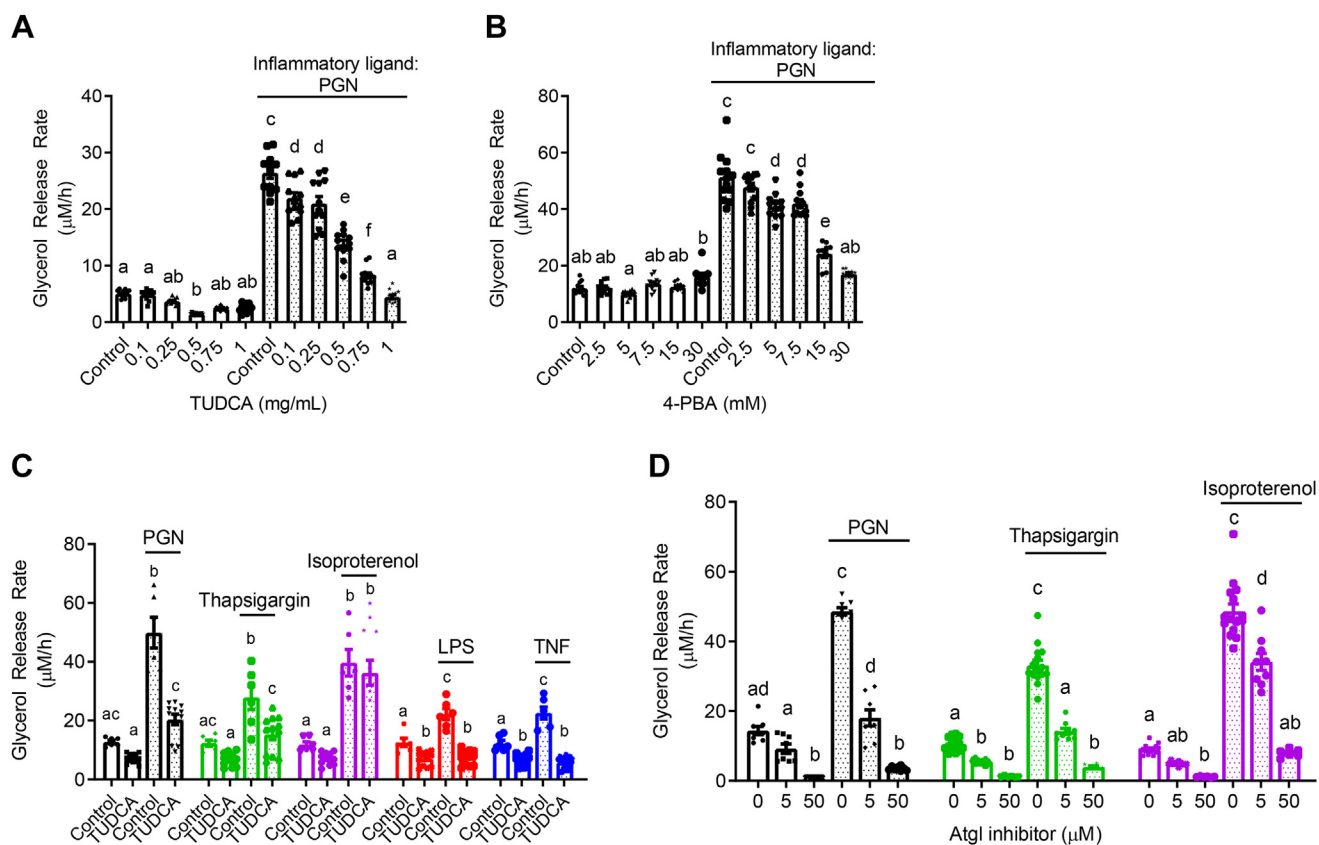 A
Inflammatory ligand:
PGN
Glycerol Release Rate
(µM/h)
40
30
20
10
0
a a ab b ab ab c d d e f a
Control 0.1 0.25 0.5 0.75 1 Control 0.1 0.25 0.5 0.75 1
TUDCA (mg/mL)
B
Inflammatory ligand:
PGN
Glycerol Release Rate
(µM/h)
80
60
40
20
0
ab ab a ab ab b c c d d e ab
Control 2.5 5 7.5 15 30 Control 2.5 5 7.5 15 30
4-PBA (mM)
C
Glycerol Release Rate
(µM/h)
80
60
40
20
0
PGN
Thapsigargin
Isoproterenol
LPS
TNF
ac a b c
ac a b c
a a b b
a b c b
a b c b
Control TUDCA Control TUDCA Control TUDCA Control TUDCA Control TUDCA Control TUDCA Control TUDCA Control TUDCA Control TUDCA Control TUDCA
D
Glycerol Release Rate
(µM/h)
80
60
40
20
0
PGN
Thapsigargin
Isoproterenol
ad a b c d b
a b b c a b
a ab b c d ab
0 5 50 0 5 50 0 5 50 0 5 50 0 5 50 0 5 50
Atgl inhibitor (µM)